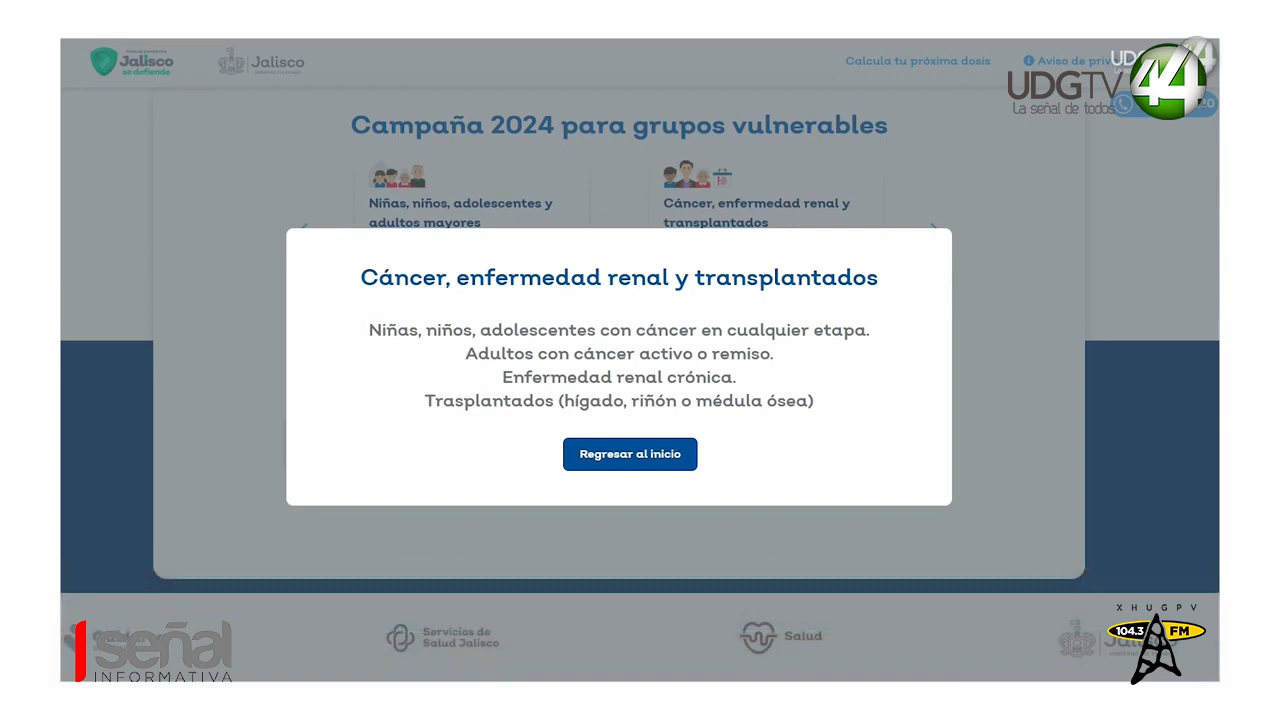 Jalisco
se defiende
Jalisco
Calcula tu próxima dosis
Aviso de priv
UDGTV
44
La señal de todos
Campaña 2024 para grupos vulnerables
Niñas, niños, adolescentes y
adultos mayores
Cáncer, enfermedad renal y
transplantados
Cáncer, enfermedad renal y transplantados
Niñas, niños, adolescentes con cáncer en cualquier etapa.
Adultos con cáncer activo o remiso.
Enfermedad renal crónica.
Trasplantados (hígado, riñón o médula ósea)
Regresar al inicio
señal
INFORMATIVA
Servicios de
Salud Jalisco
Salud
XHUGPV
104.3 FM